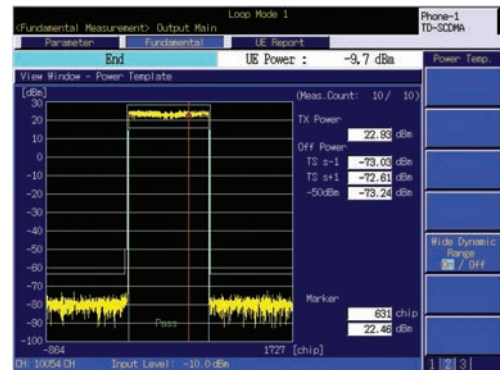 Loop Mode 1
<Fundamental Measurement> Output Main
Phone-1
TD-SCDMA
Parameter Fundamental UE Report
End UE Power : -9.7 dBm Power Temp.
View Window - Power Template
[dBm] (Meas.Count: 10/ 10)
30
20 TX Power
22.93 dBm
10 Off Power
0 TS s-1 -73.03 dBm
-10 TS s+1 -72.61 dBm
-20 -50dBm -73.24 dBm
-30
-40
-50 Wide Dynamic
Range
-60 On / Off
-70
-80 Marker
631 chip
-90 Pass 22.46 dBm
-100
-864 1727 [chip]
CH: 10054 CH Input Level: -10.0 dBm 1 2 3